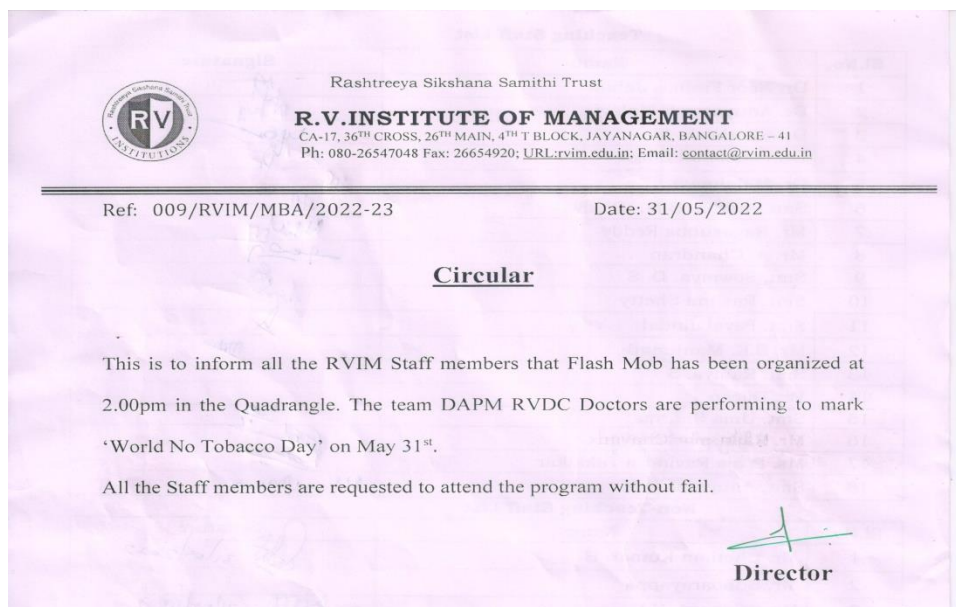 Rashtreeya Sikshana Samithi Trust
RV
INSTITUTIONS
R.V.INSTITUTE OF MANAGEMENT
CA-17, 36TH CROSS, 26TH MAIN, 4TH T BLOCK, JAYANAGAR, BANGALORE – 41
Ph: 080-26547048 Fax: 26654920; URL:rvim.edu.in; Email: contact@rvim.edu.in
Ref: 009/RVIM/MBA/2022-23 Date: 31/05/2022
Circular
This is to inform all the RVIM Staff members that Flash Mob has been organized at
2.00pm in the Quadrangle. The team DAPM RVDC Doctors are performing to mark
‘World No Tobacco Day’ on May 31st.
All the Staff members are requested to attend the program without fail.
Director